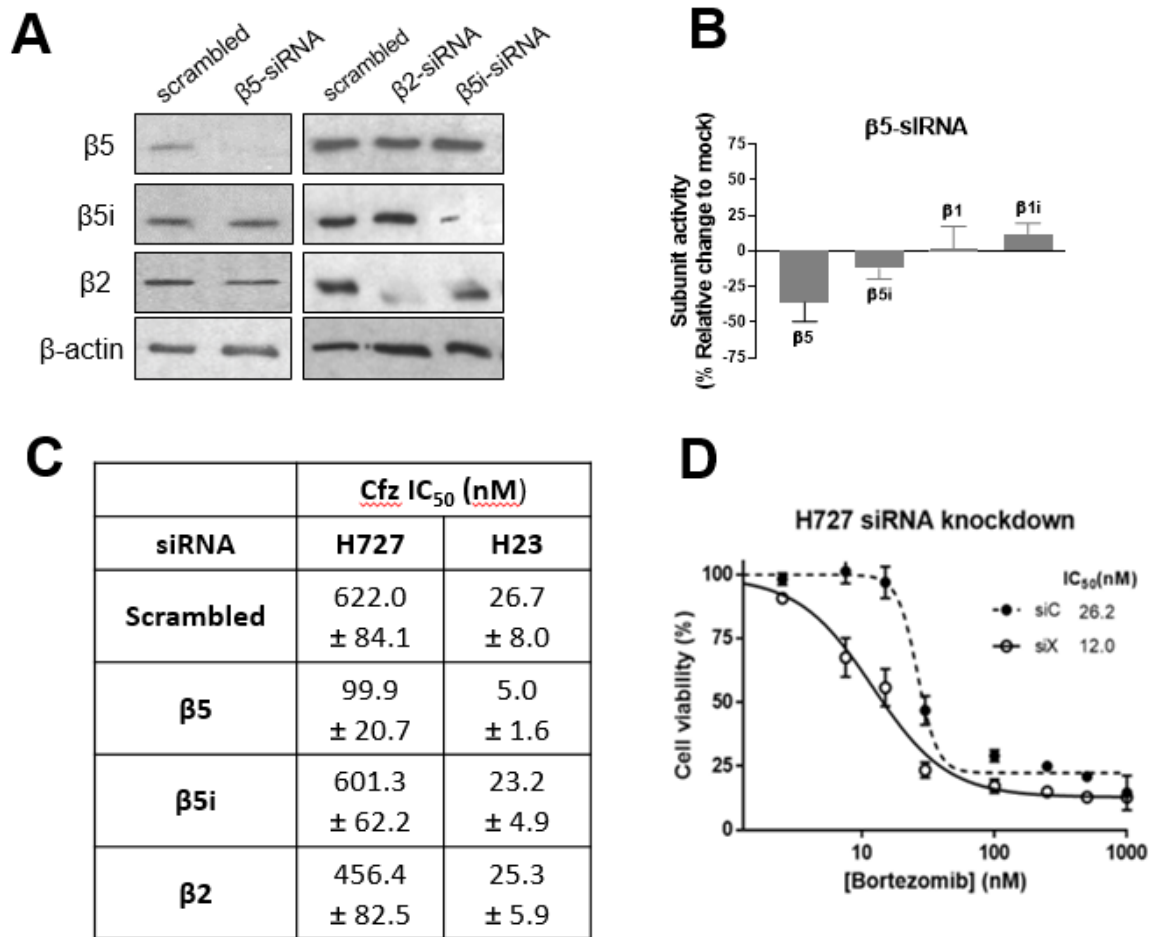 A
scrambled
β5-siRNA
scrambled
β2-siRNA
β5i-siRNA
β5
β5i
β2
β-actin
B
β5-siRNA
Subunit activity
(% Relative change to mock)
75
50
25
0
-25
-50
-75
β5
β5i
β1
β1i
C
Cfz IC50 (nM)
siRNA H727 H23
Scrambled 622.0 ± 84.1 26.7 ± 8.0
β5 99.9 ± 20.7 5.0 ± 1.6
β5i 601.3 ± 62.2 23.2 ± 4.9
β2 456.4 ± 82.5 25.3 ± 5.9
D
H727 siRNA knockdown
IC50(nM)
siC 26.2
siX 12.0
Cell viability (%)
100
75
50
25
0
10 100 1000
[Bortezomib] (nM)